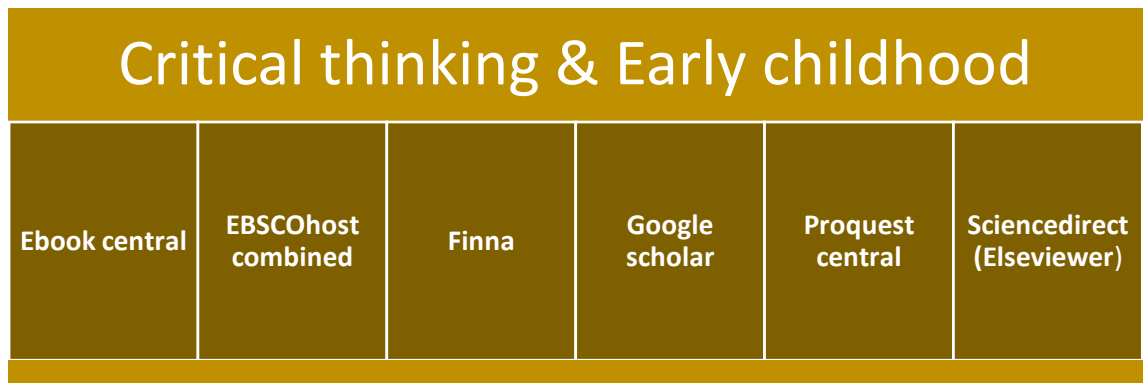 Critical thinking & Early childhood
Ebook central
EBSCOhost
combined
Finna
Google
scholar
Proquest
central
Sciencedirect
(Elseviewer)